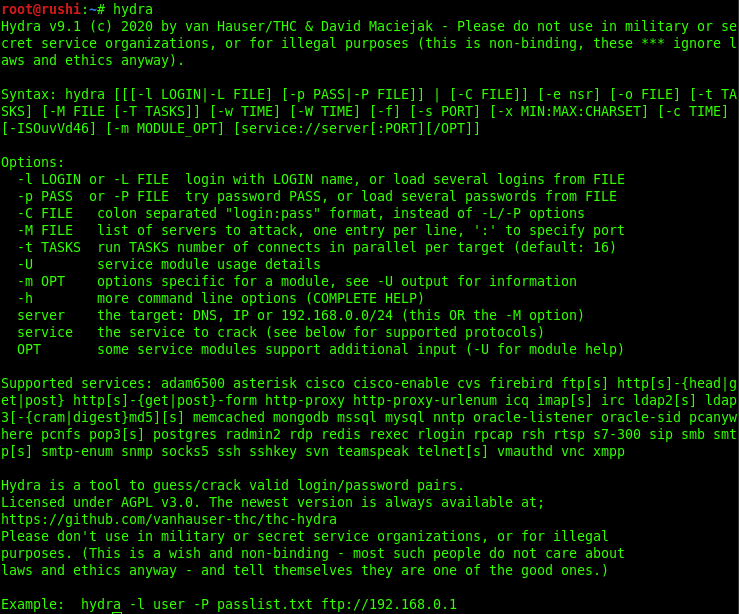 root@rushi:~# hydra
Hydra v9.1 (c) 2020 by van Hauser/THC & David Maciejak - Please do not use in military or se
cret service organizations, or for illegal purposes (this is non-binding, these *** ignore l
aws and ethics anyway).

Syntax: hydra [[[-l LOGIN|-L FILE] [-p PASS|-P FILE]] | [-C FILE]] [-e nsr] [-o FILE] [-t TA
SKS] [-M FILE [-T TASKS]] [-w TIME] [-W TIME] [-f] [-s PORT] [-x MIN:MAX:CHARSET] [-c TIME]
[-ISOuvVd46] [-m MODULE_OPT] [service://server[:PORT][/OPT]]

Options:
  -l LOGIN or -L FILE  login with LOGIN name, or load several logins from FILE
  -p PASS  or -P FILE  try password PASS, or load several passwords from FILE
  -C FILE   colon separated "login:pass" format, instead of -L/-P options
  -M FILE   list of servers to attack, one entry per line, ':' to specify port
  -t TASKS  run TASKS number of connects in parallel per target (default: 16)
  -U        service module usage details
  -m OPT    options specific for a module, see -U output for information
  -h        more command line options (COMPLETE HELP)
  server    the target: DNS, IP or 192.168.0.0/24 (this OR the -M option)
  service   the service to crack (see below for supported protocols)
  OPT       some service modules support additional input (-U for module help)

Supported services: adam6500 asterisk cisco cisco-enable cvs firebird ftp[s] http[s]-{head|g
et|post} http[s]-{get|post}-form http-proxy http-proxy-urlenum icq imap[s] irc ldap2[s] ldap
3[-{cram|digest}md5][s] memcached mongodb mssql mysql nntp oracle-listener oracle-sid pcanyw
here pcnfs pop3[s] postgres radmin2 rdp redis rexec rlogin rpcap rsh rtsp s7-300 sip smb smt
p[s] smtp-enum snmp socks5 ssh sshkey svn teamspeak telnet[s] vmauthd vnc xmpp

Hydra is a tool to guess/crack valid login/password pairs.
Licensed under AGPL v3.0. The newest version is always available at;
https://github.com/vanhauser-thc/thc-hydra
Please don't use in military or secret service organizations, or for illegal
purposes. (This is a wish and non-binding - most such people do not care about
laws and ethics anyway - and tell themselves they are one of the good ones.)

Example:  hydra -l user -P passlist.txt ftp://192.168.0.1